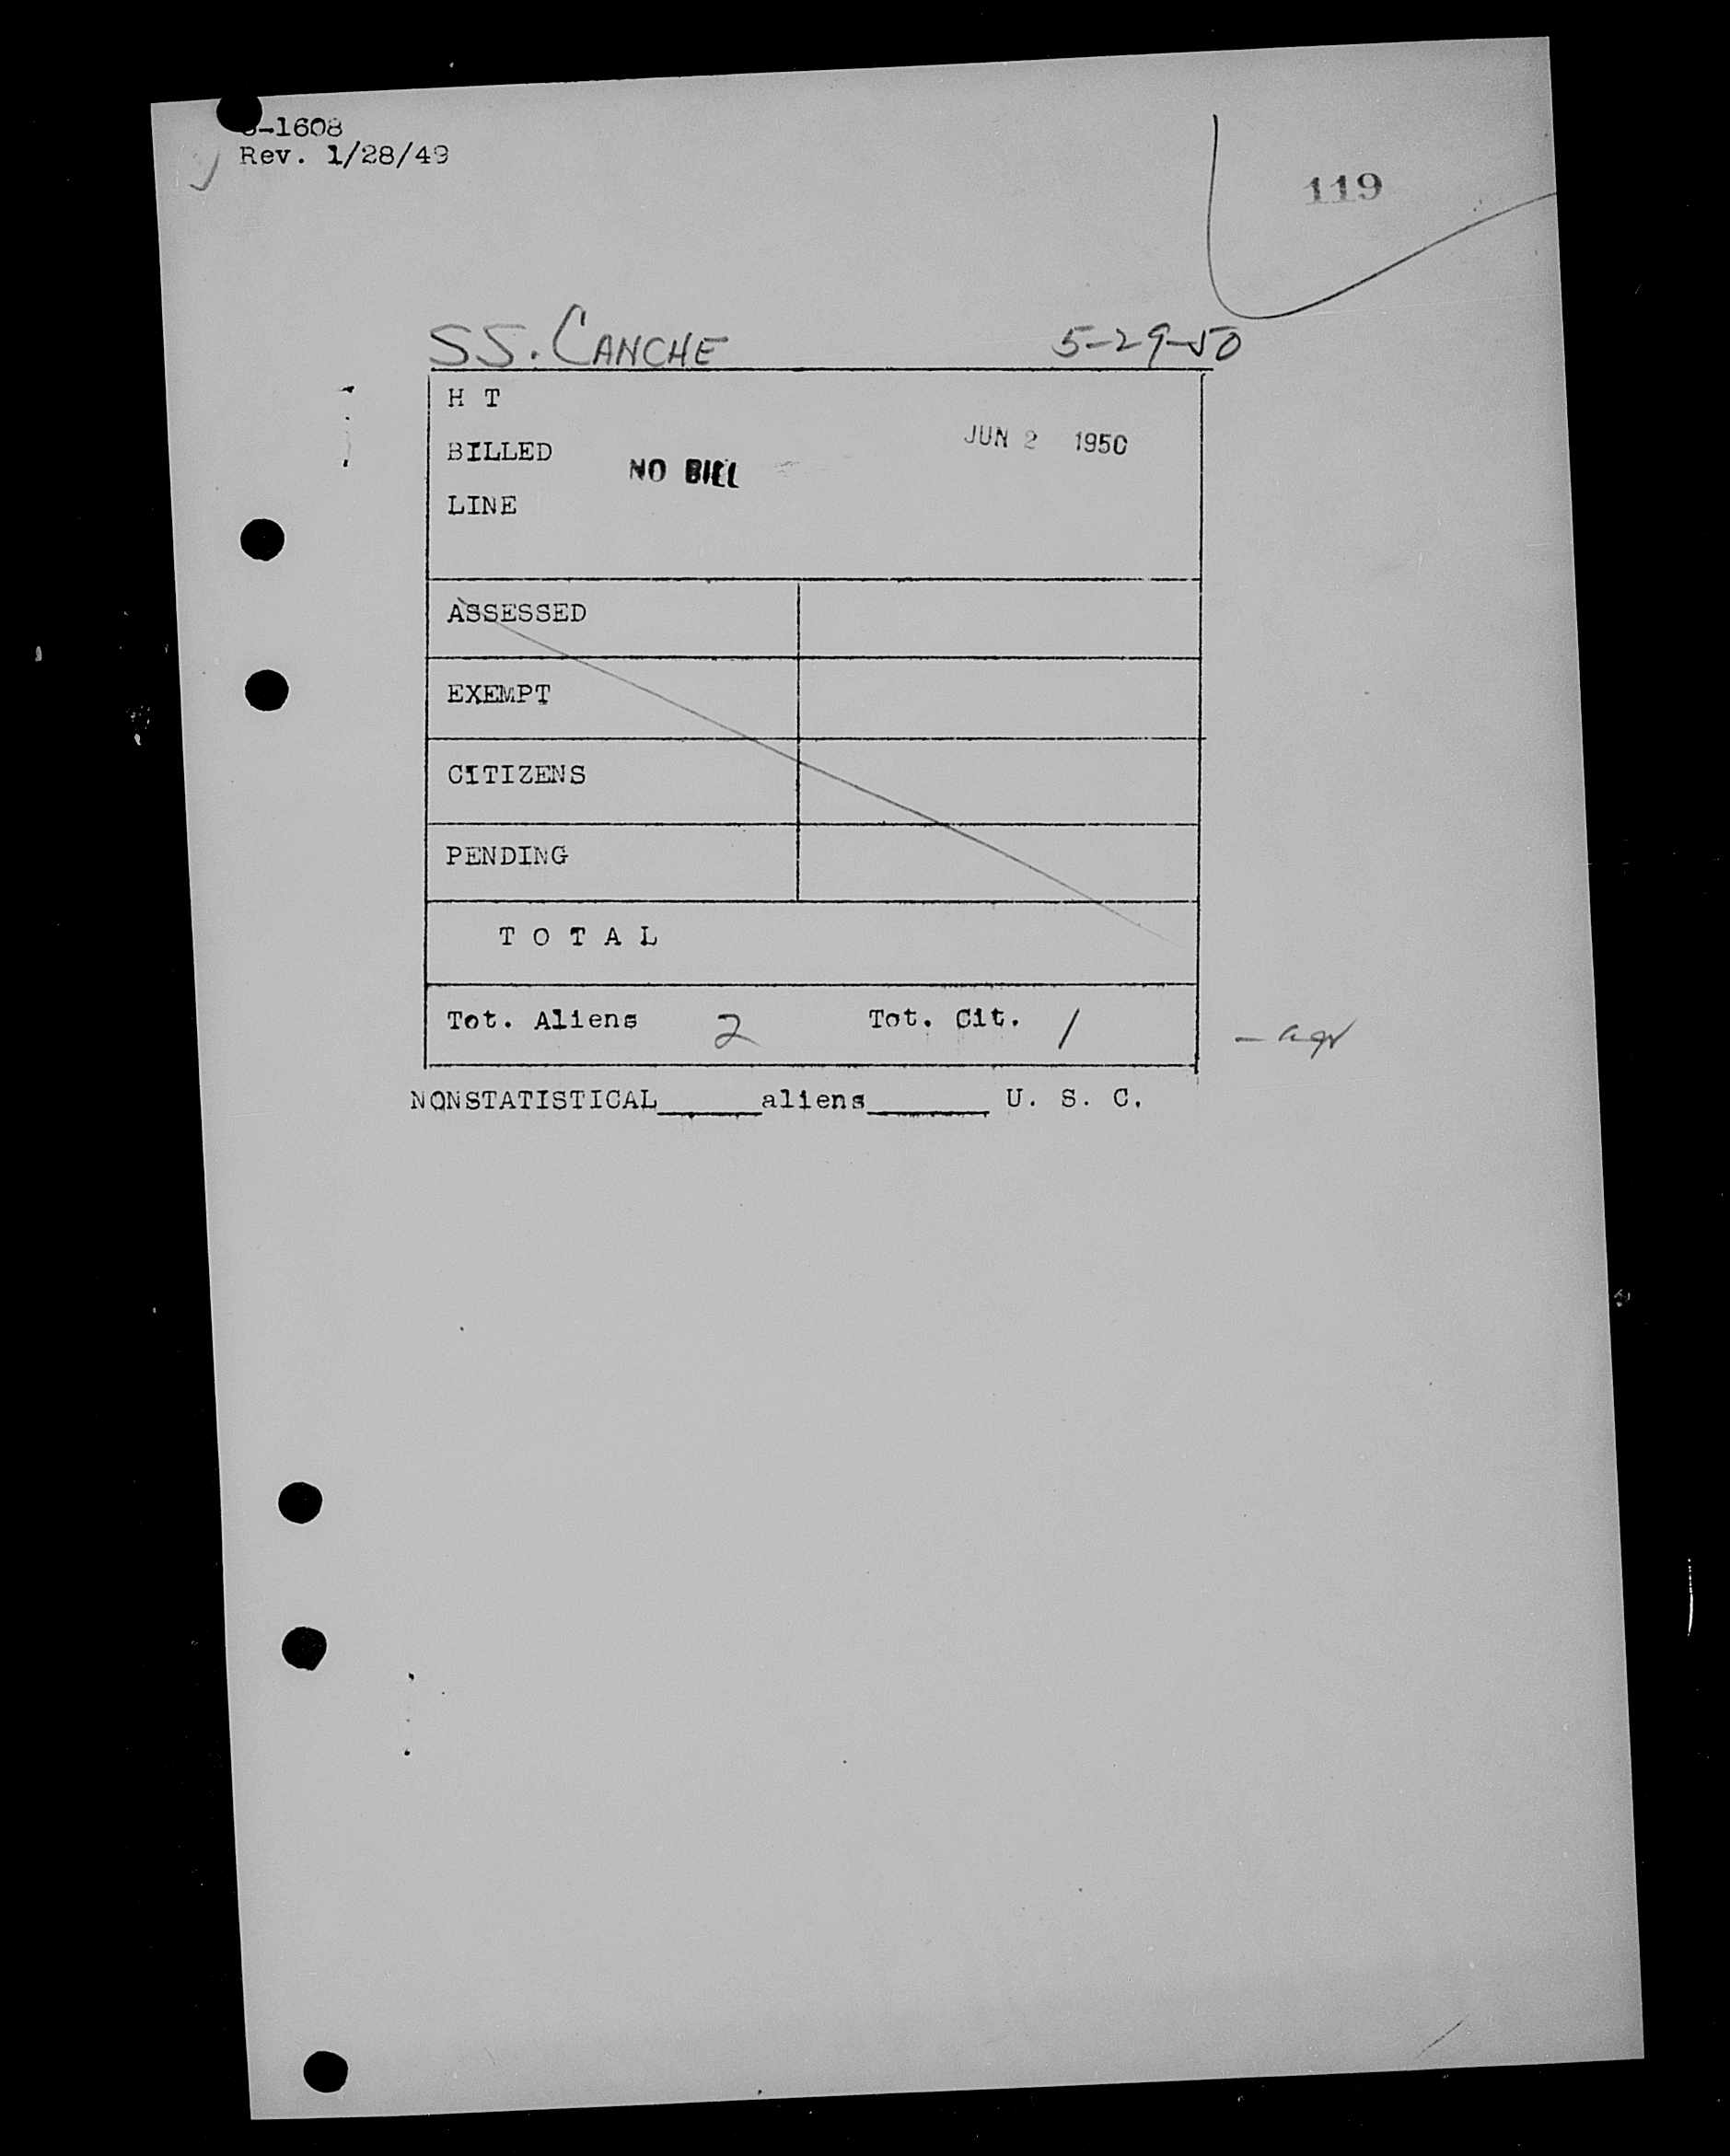 -1608
Rev. 1/28/49
119
SS. CANCHE 5-29-50
H T
JUN 2 1950
BILLED
NO BILL
LINE
ASSESSED
EXEMPT
CITIZENS
PENDING
T O T A L
Tot. Aliens 2 Tot. Cit. 1
NONSTATISTICAL______aliens_______ U. S. C.